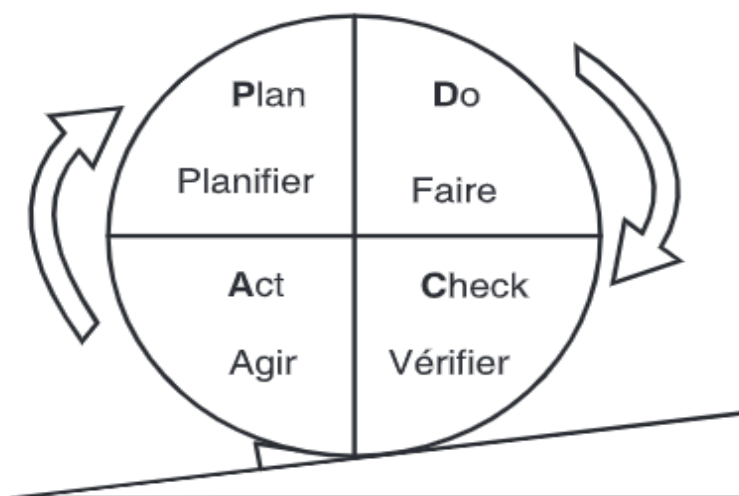 Plan
Do
Planifier
Faire
Act
Check
Agir
Vérifier